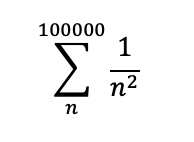 100000
∑ 1/n²
n